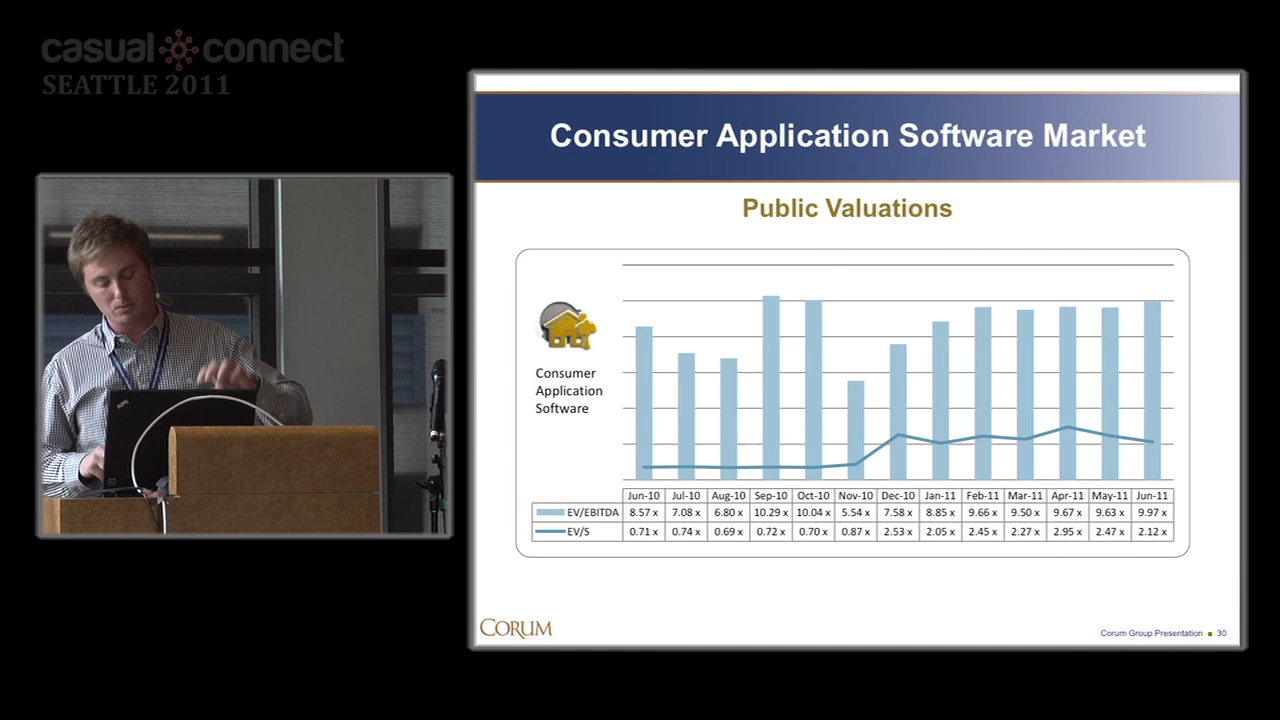 casual connect
SEATTLE 2011
Consumer Application Software Market
Public Valuations
Consumer
Application
Software
Jun-10 Jul-10 Aug-10 Sep-10 Oct-10 Nov-10 Dec-10 Jan-11 Feb-11 Mar-11 Apr-11 May-11 Jun-11
EV/EBITDA 8.57 x 7.08 x 6.80 x 10.29 x 10.04 x 5.54 x 7.58 x 8.85 x 9.66 x 9.50 x 9.67 x 9.63 x 9.97 x
EV/S 0.71 x 0.74 x 0.69 x 0.72 x 0.70 x 0.87 x 2.53 x 2.05 x 2.45 x 2.27 x 2.95 x 2.47 x 2.12 x
CORUM
Corum Group Presentation ■ 30